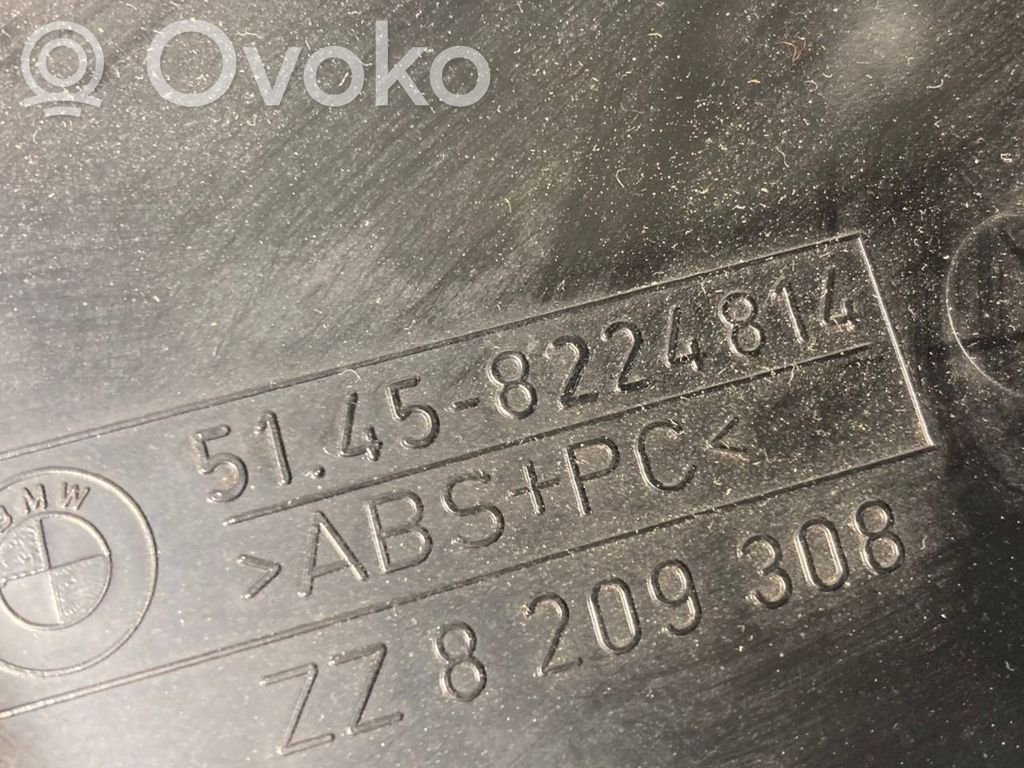 Ovoko
51.45-8224814
>ABS+PC<
BMW
ZZ 8 209 308